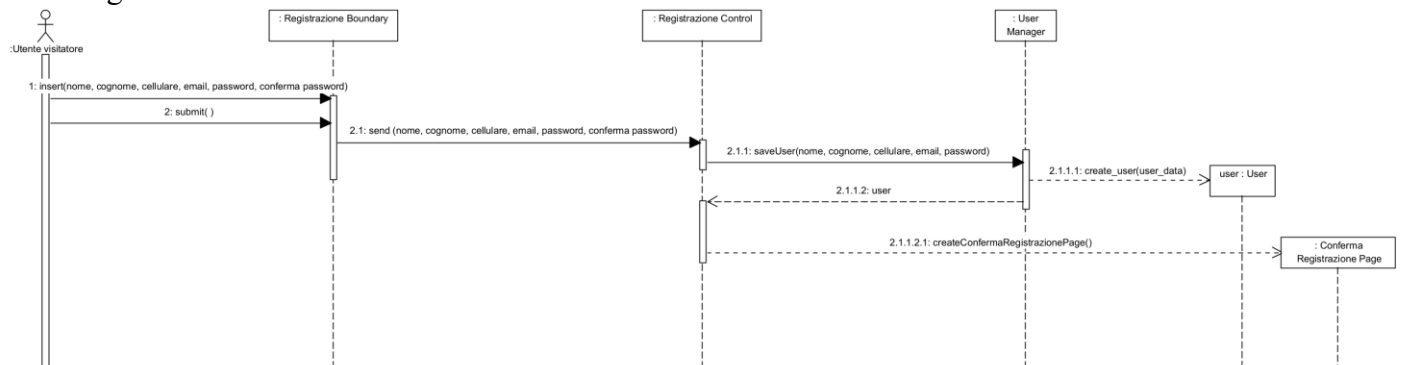 : Registrazione Boundary
: Registrazione Control
: User
Manager
:Utente visitatore
1: insert(nome, cognome, cellulare, email, password, conferma password)
2: submit( )
2.1: send (nome, cognome, cellulare, email, password, conferma password)
2.1.1: saveUser(nome, cognome, cellulare, email, password)
2.1.1.1: create_user(user_data)
user : User
2.1.1.2: user
2.1.1.2.1: createConfermaRegistrazionePage()
: Conferma
Registrazione Page